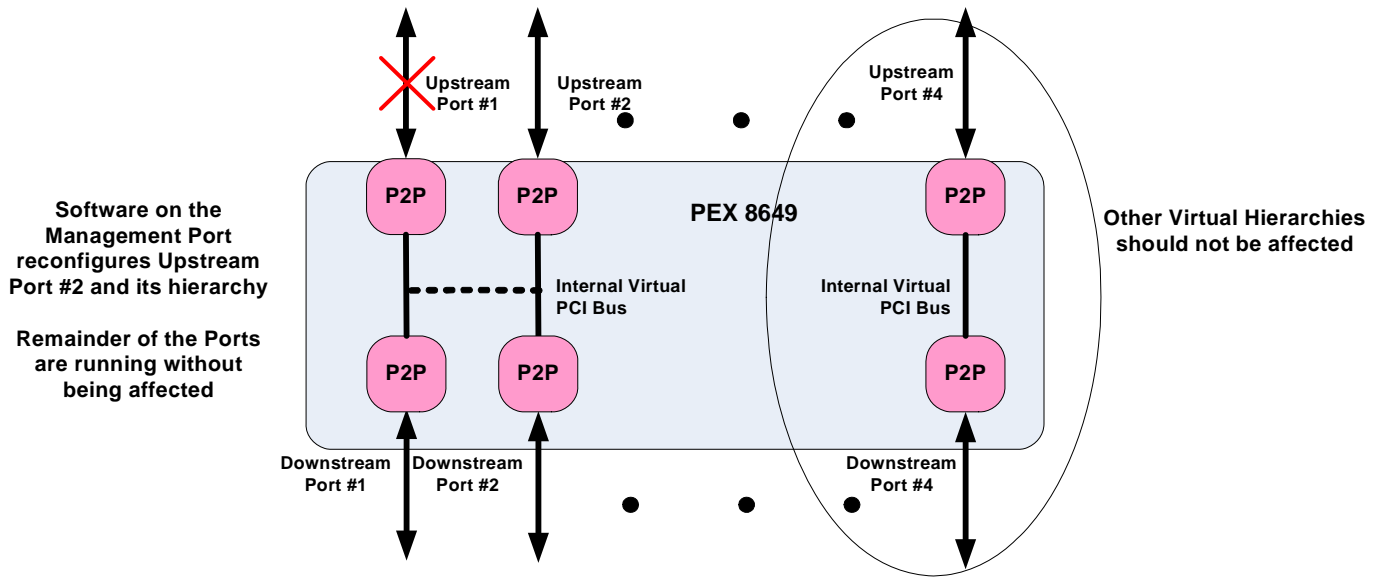 Upstream
Port #1
Upstream
Port #2
Upstream
Port #4
P2P
P2P
P2P
PEX 8649
Software on the
Management Port
reconfigures Upstream
Port #2 and its hierarchy
Remainder of the Ports
are running without
being affected
Other Virtual Hierarchies
should not be affected
Internal Virtual
PCI Bus
Internal Virtual
PCI Bus
P2P
P2P
P2P
Downstream
Port #1
Downstream
Port #2
Downstream
Port #4